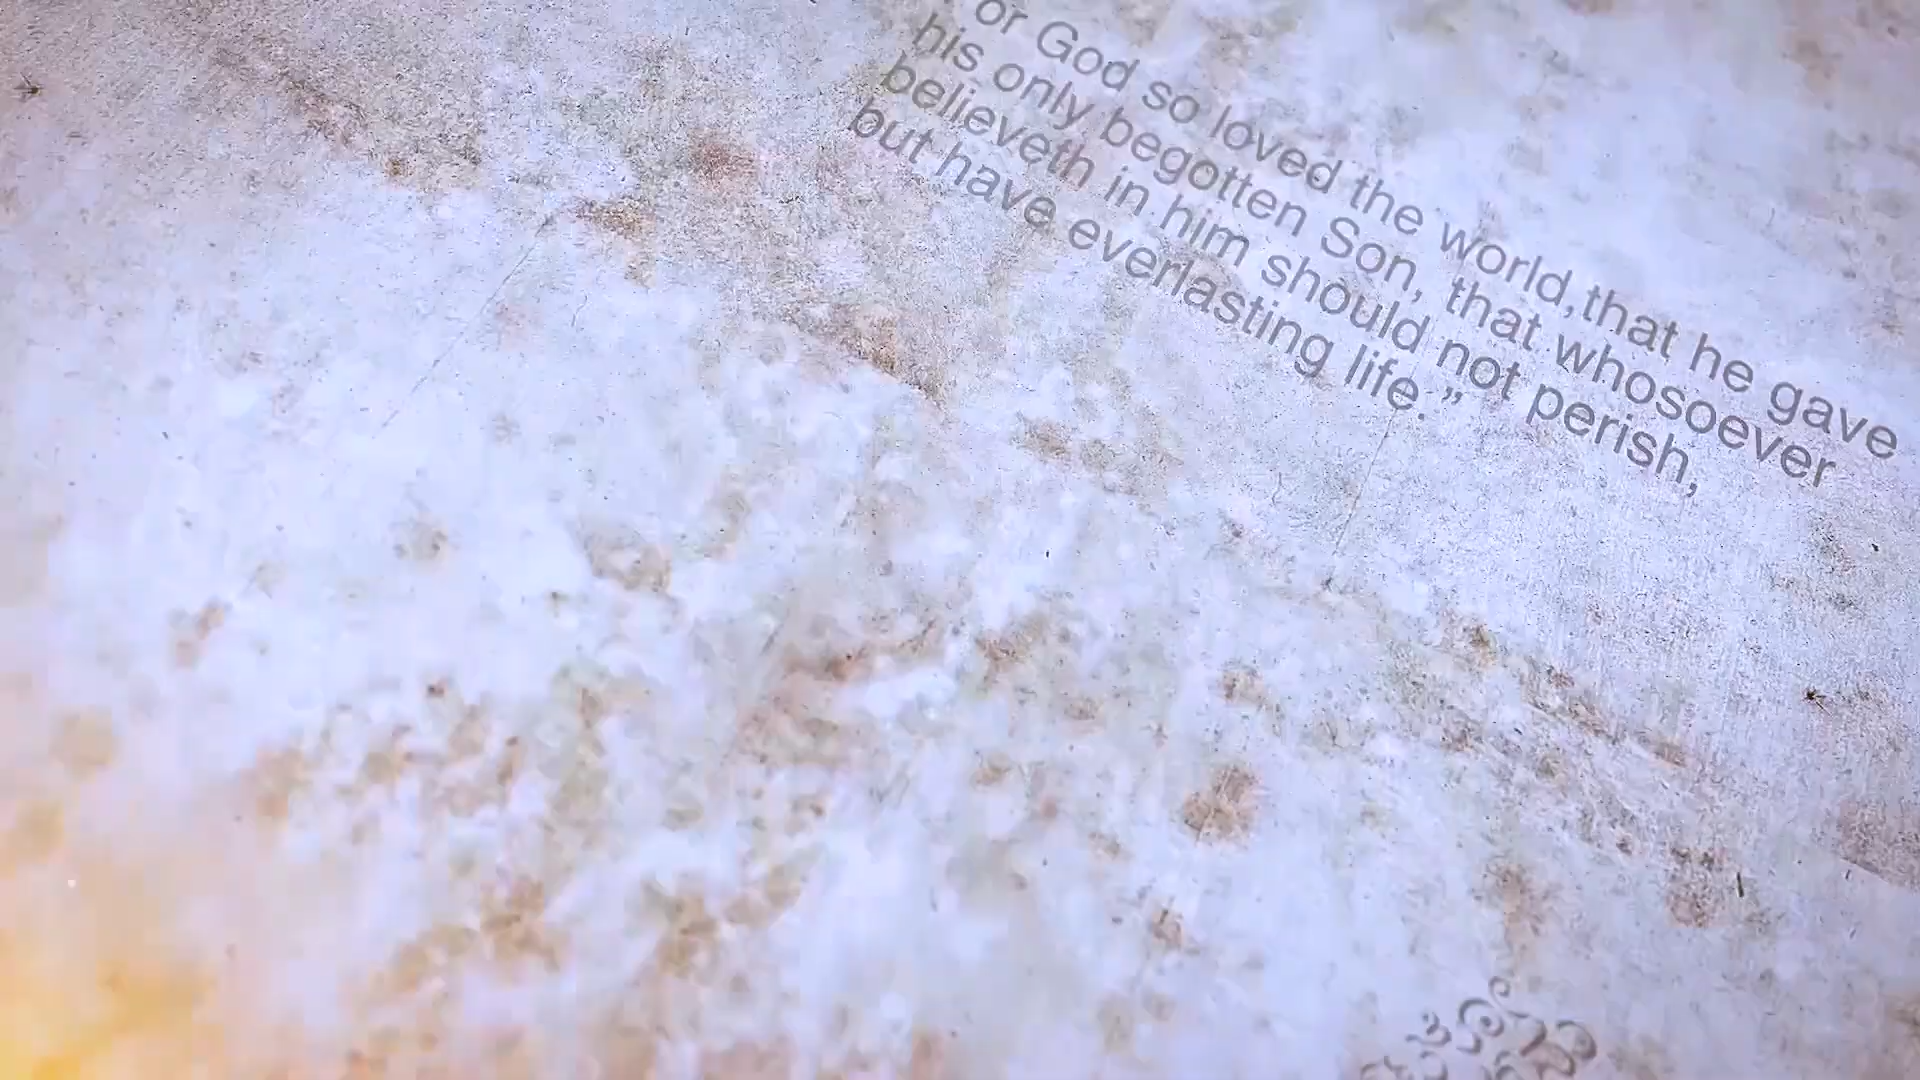 or God so loved the world, that he gave
his only begotten Son, that whosoever
believeth in him should not perish,
but have everlasting life.”